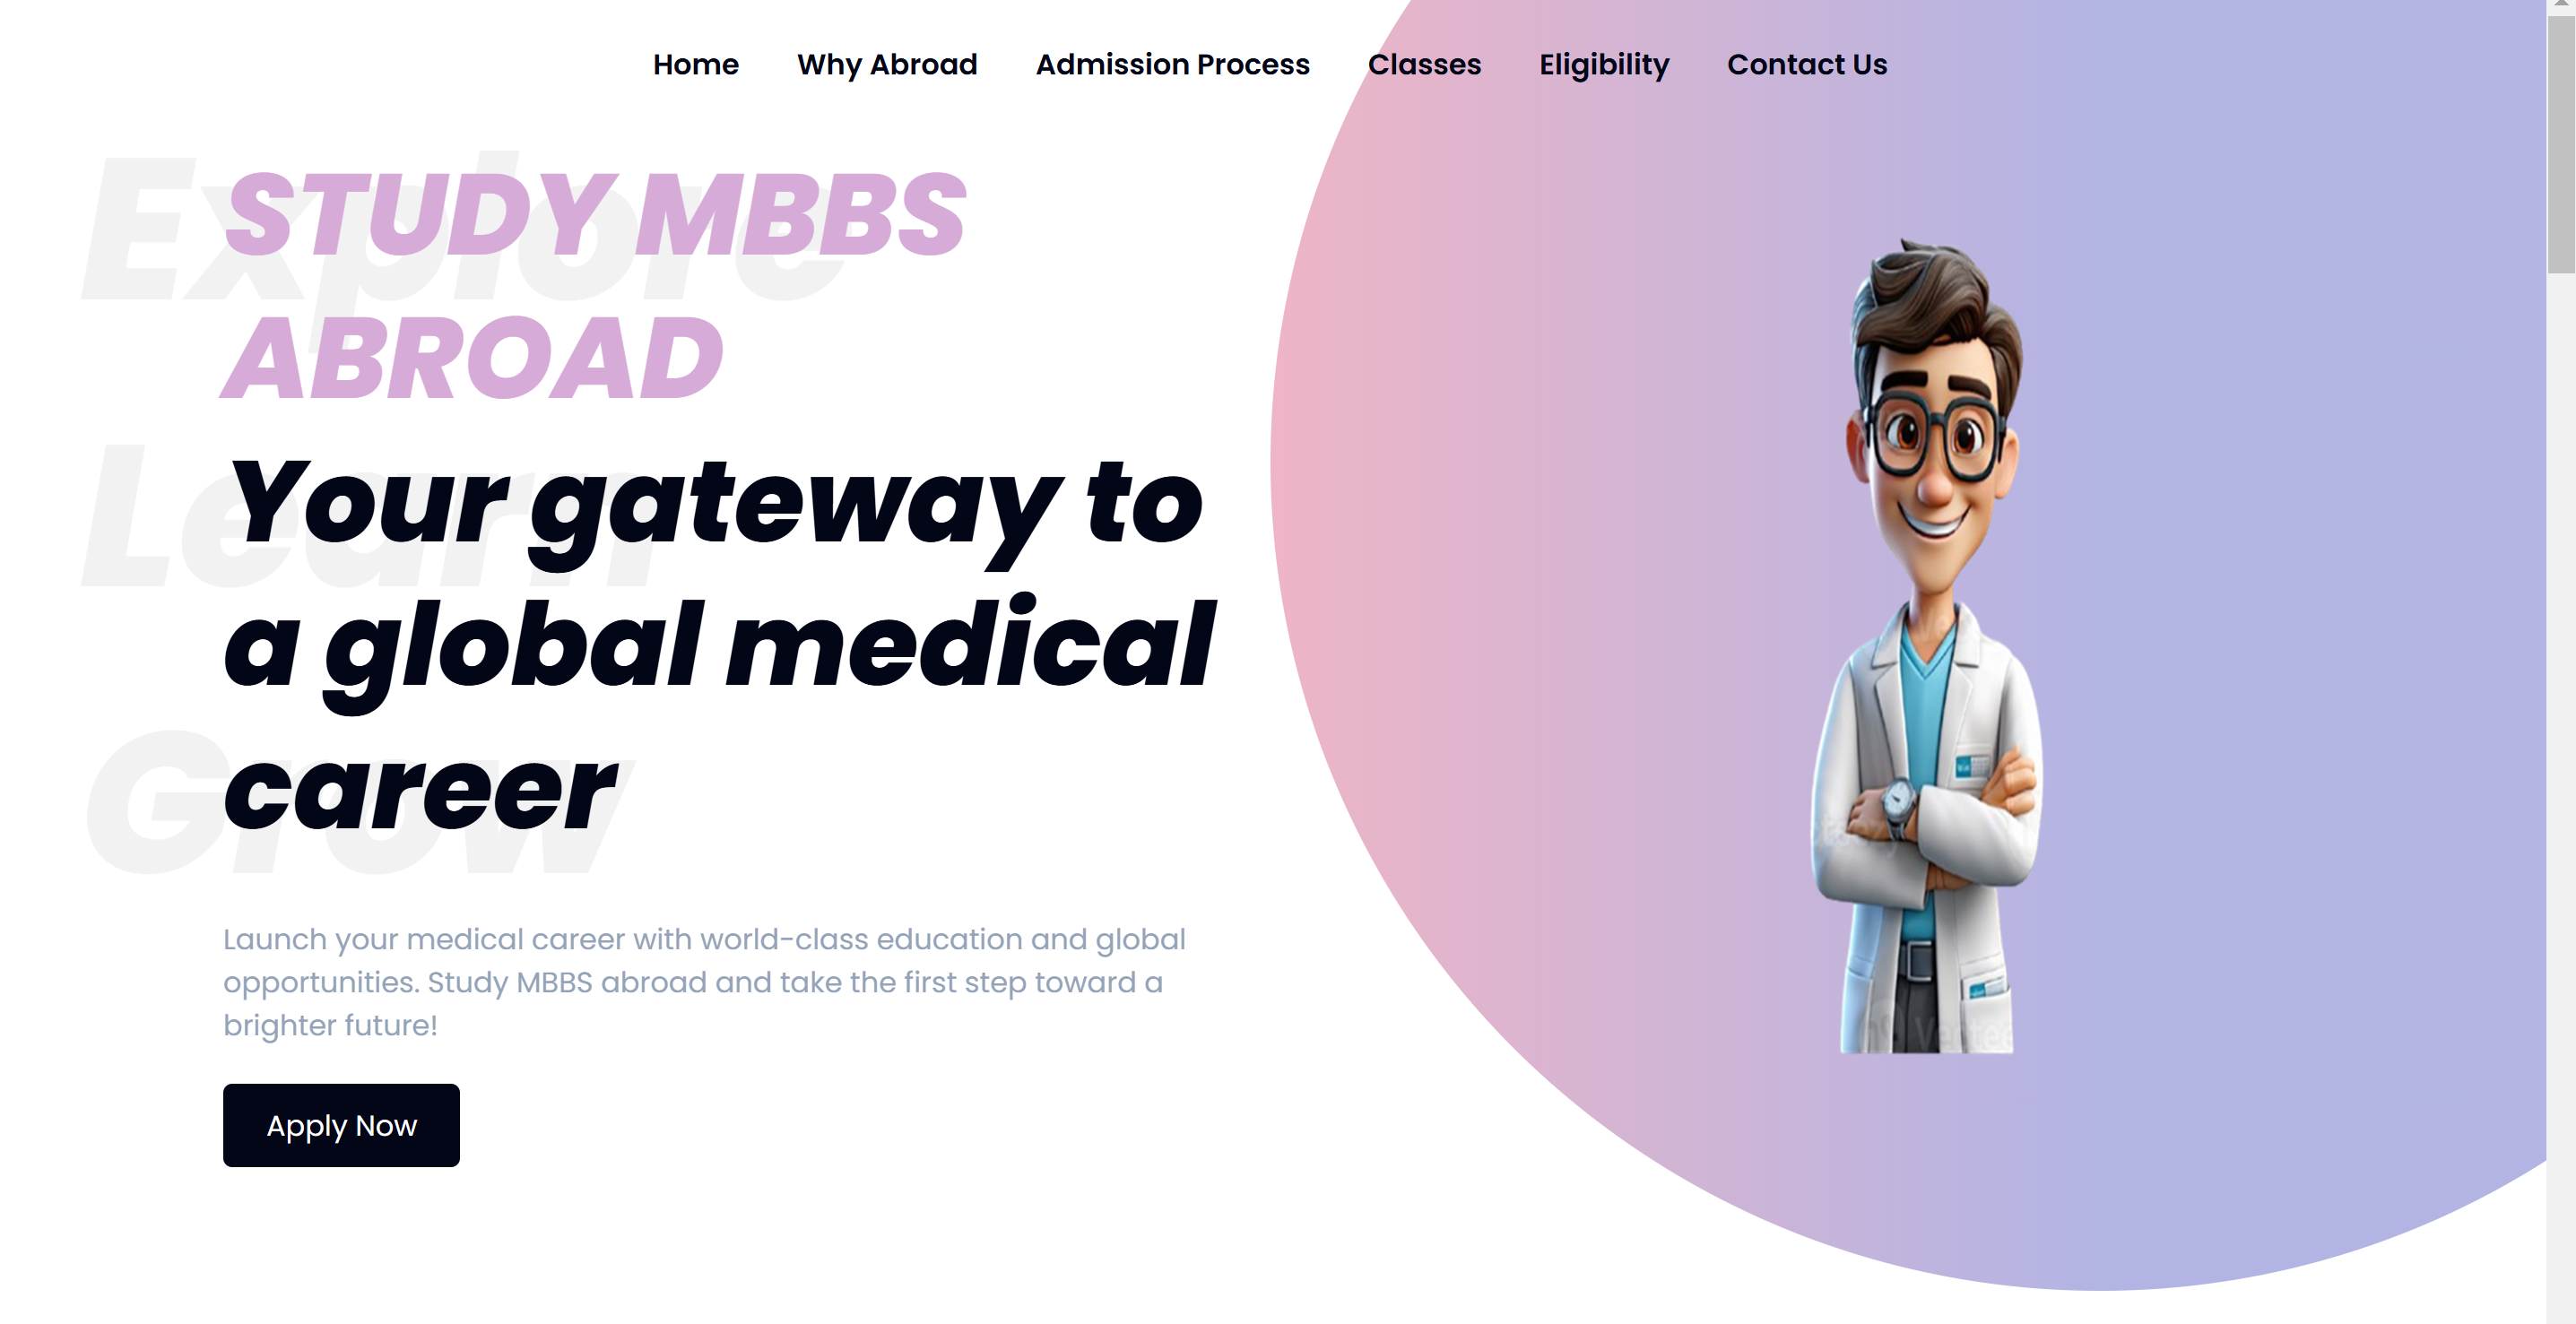 Home Why Abroad Admission Process Classes Eligibility Contact Us
Explore
STUDY MBBS
ABROAD
Learn
Your gateway to
a global medical
Grow
career
Launch your medical career with world-class education and global
opportunities. Study MBBS abroad and take the first step toward a
brighter future!
Apply Now